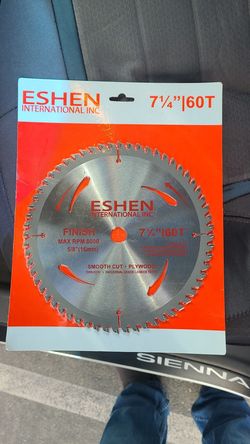 ESHEN
INTERNATIONAL INC
7¼"|60T
ESHEN
INTERNATIONAL INC
FINISH
MAX RPM 8000
5/8"(16mm)
7¼"|60T
SMOOTH CUT • PLYWOOD
SIENNA